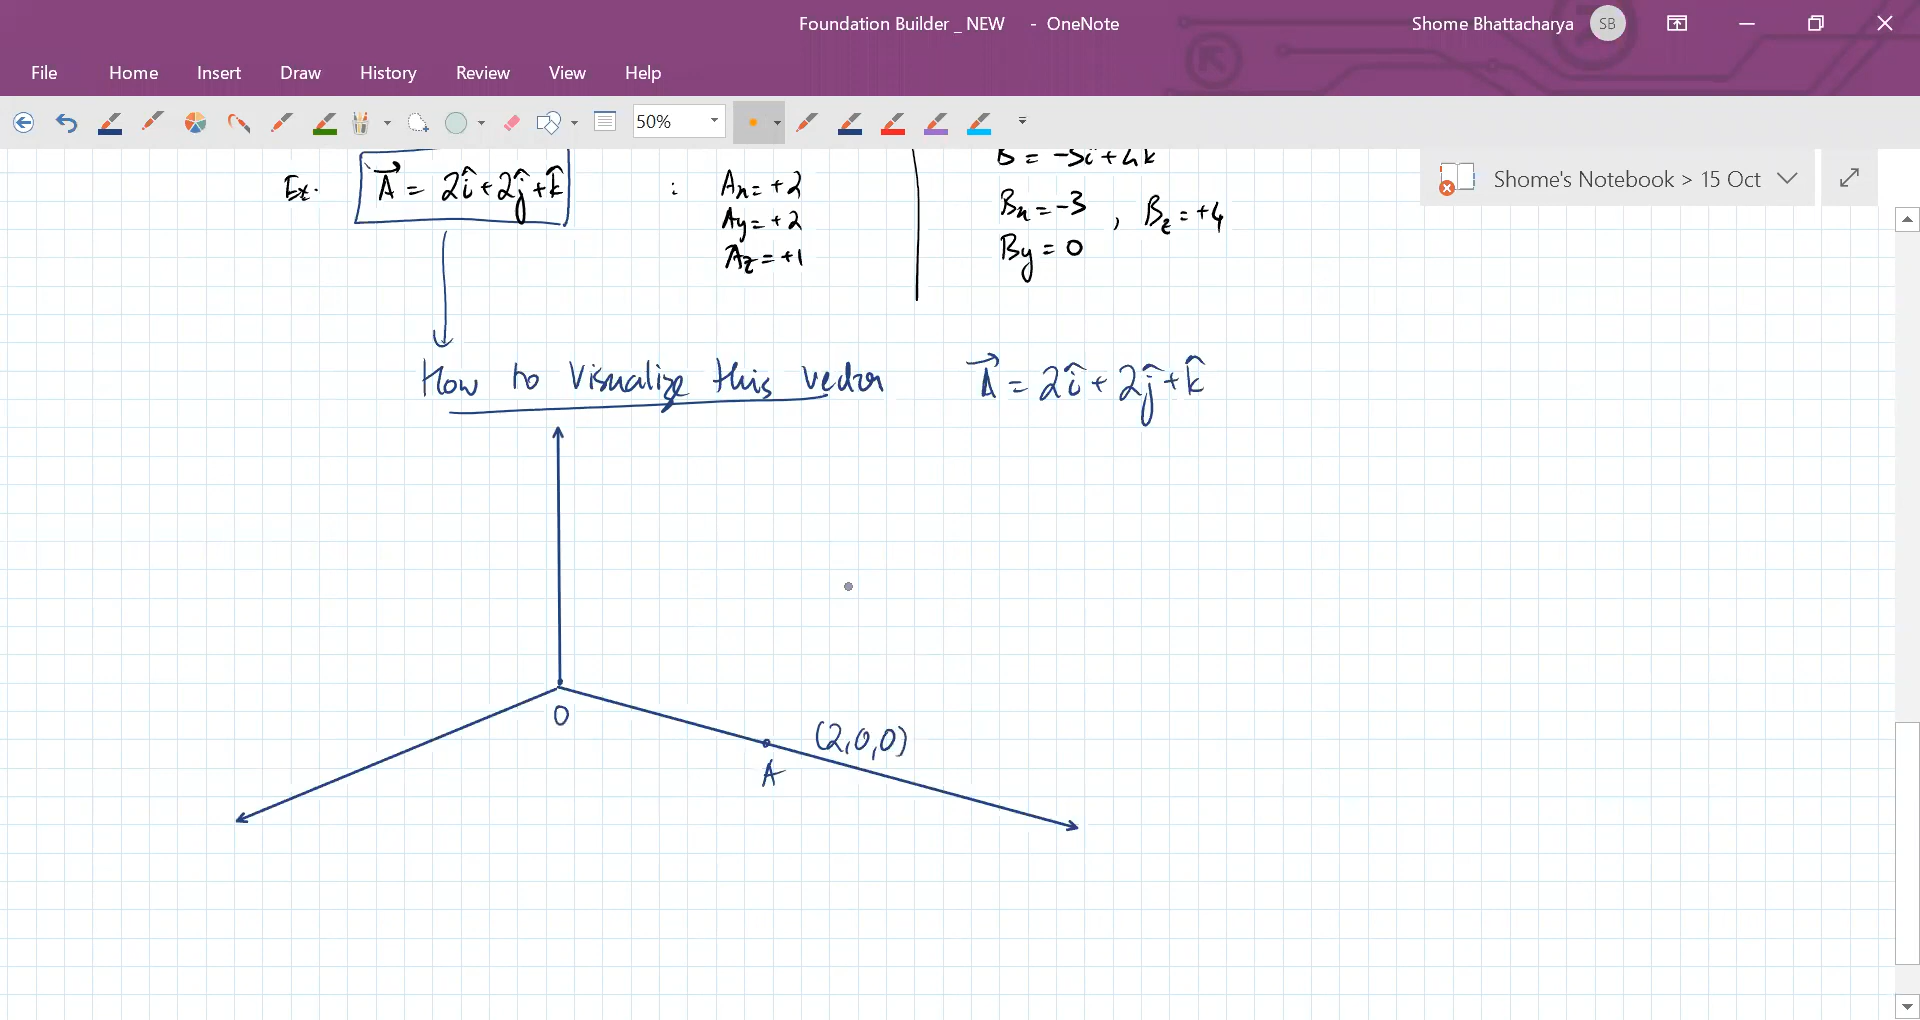 Foundation Builder _ NEW - OneNote
Shome Bhattacharya SB
File Home Insert Draw History Review View Help
50%
Shome's Notebook > 15 Oct
Ex. A⃗ = 2î + 2ĵ + k̂ :
Ax = +2
Ay = +2
Az = +1
B = -3î + 4k̂
Bx = -3
By = 0
, Bz = +4
How to Visualize this vector
A⃗ = 2î + 2ĵ + k̂
O
(2,0,0)
A